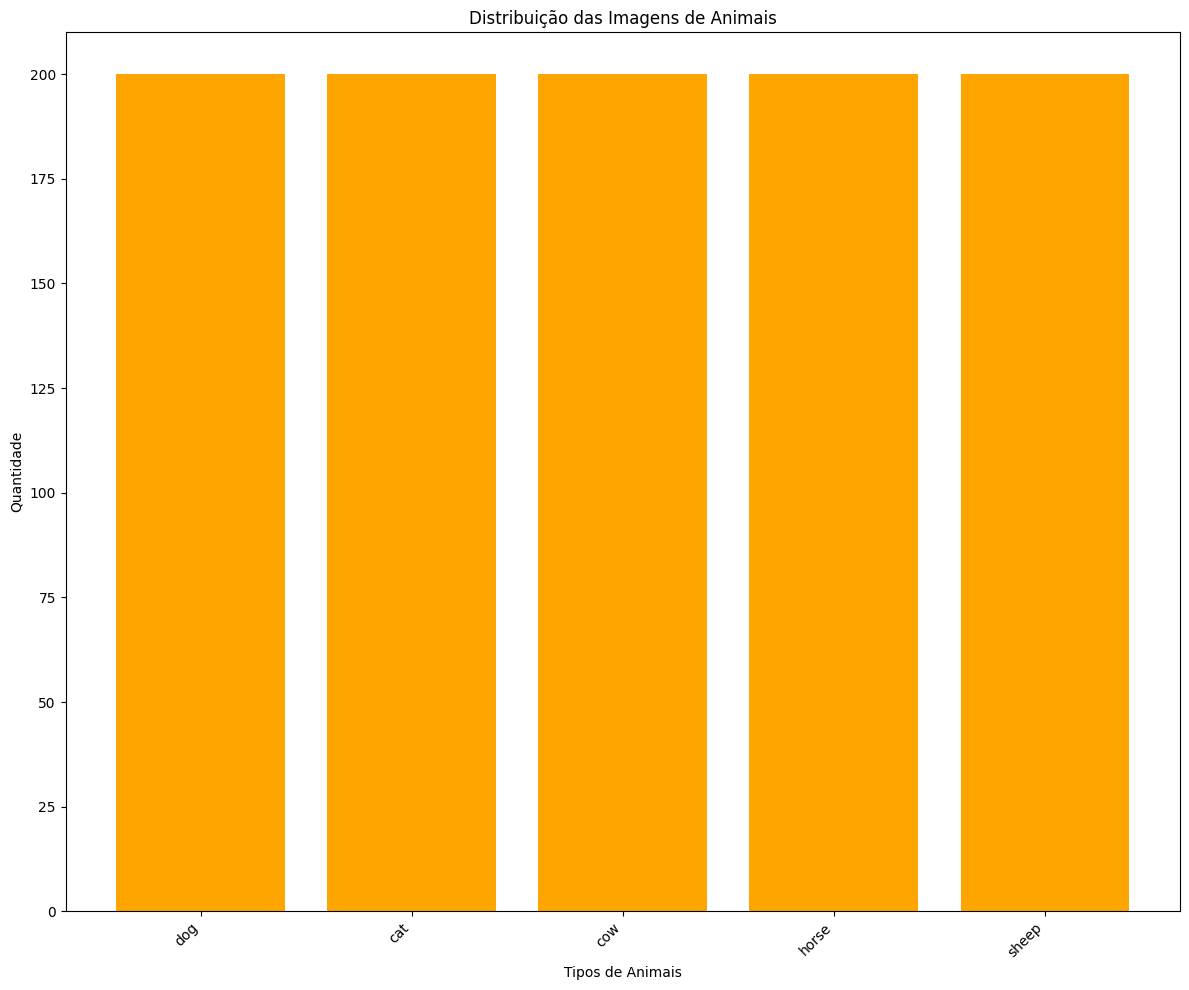 Distribuição das Imagens de Animais
200
175
150
125
100
75
50
25
0
Quantidade
dog
cat
cow
horse
sheep
Tipos de Animais